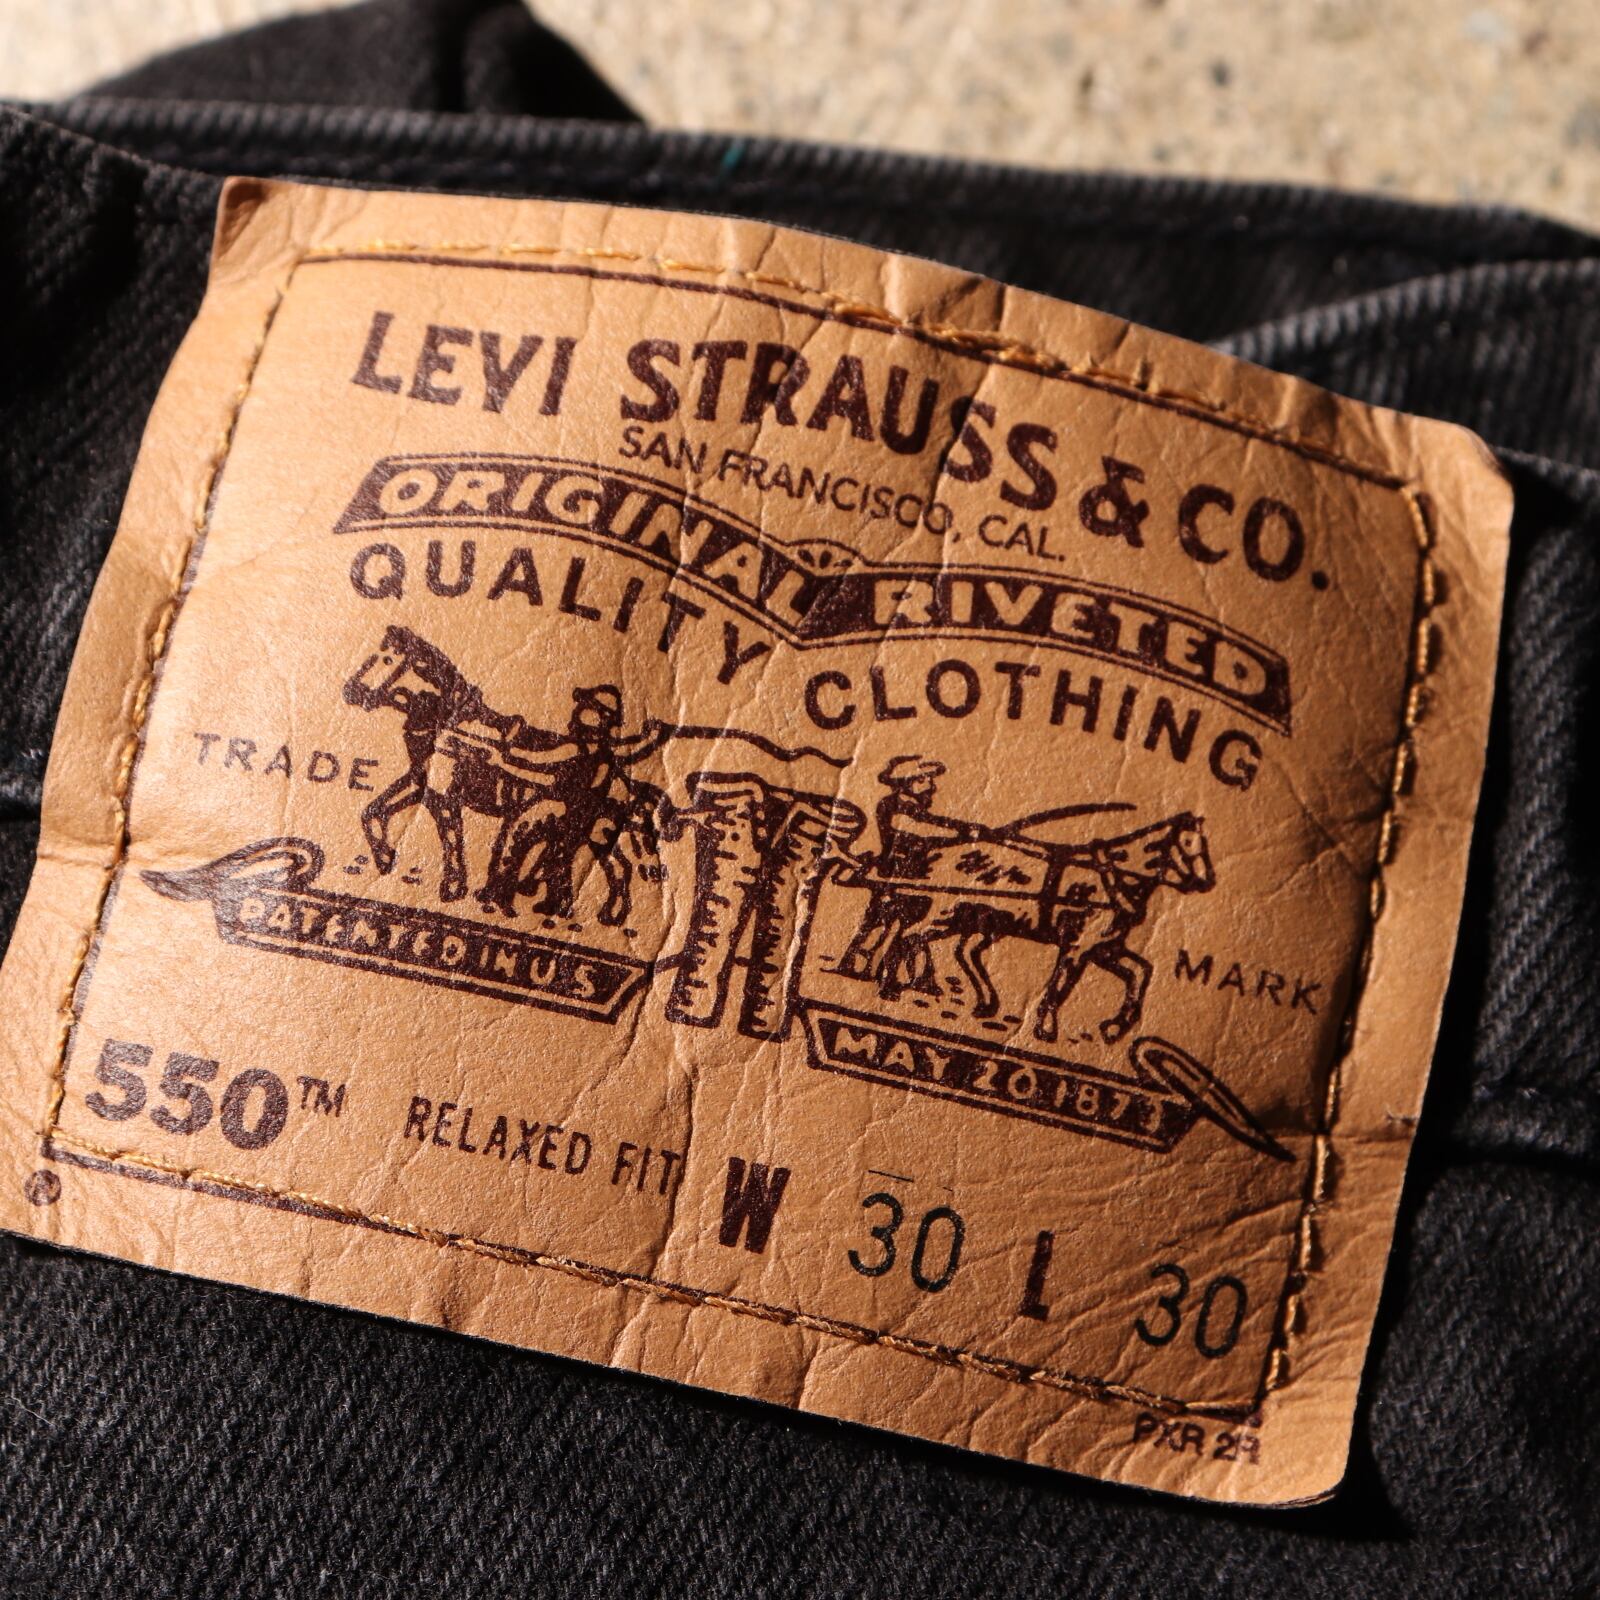 LEVI STRAUSS & CO.
SAN FRANCISCO, CAL.
ORIGINAL RIVETED
QUALITY CLOTHING
TRADE MARK
PATENTED IN U S
MAY 20 1873
550™ RELAXED FIT W 30 L 30
®
PXR 2R